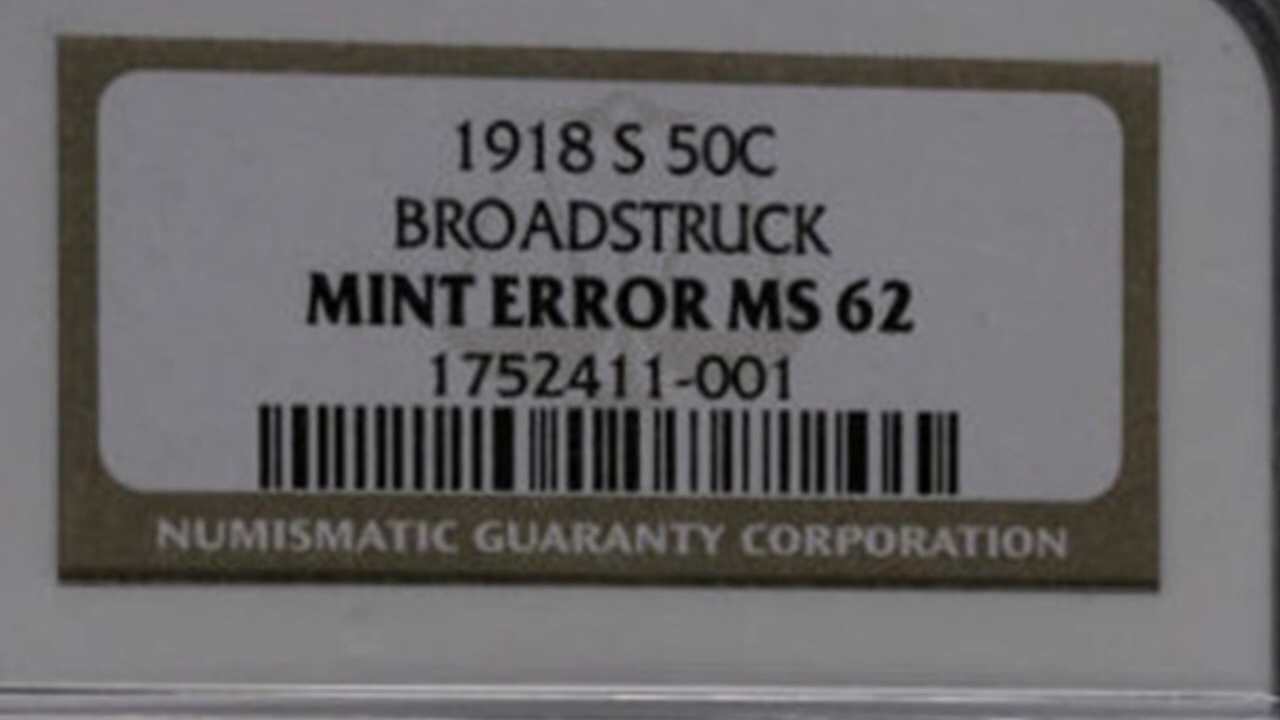 1918 S 50C
BROADSTRUCK
MINT ERROR MS 62
1752411-001
NUMISMATIC GUARANTY CORPORATION